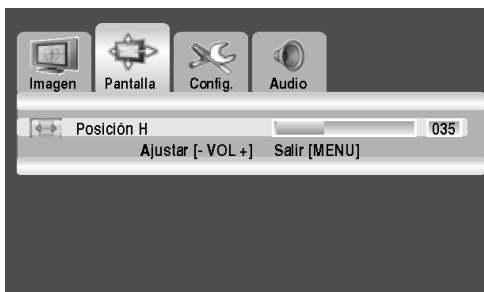 Imagen Pantalla Config. Audio
Posición H 035
Ajustar [- VOL +] Salir [MENU]